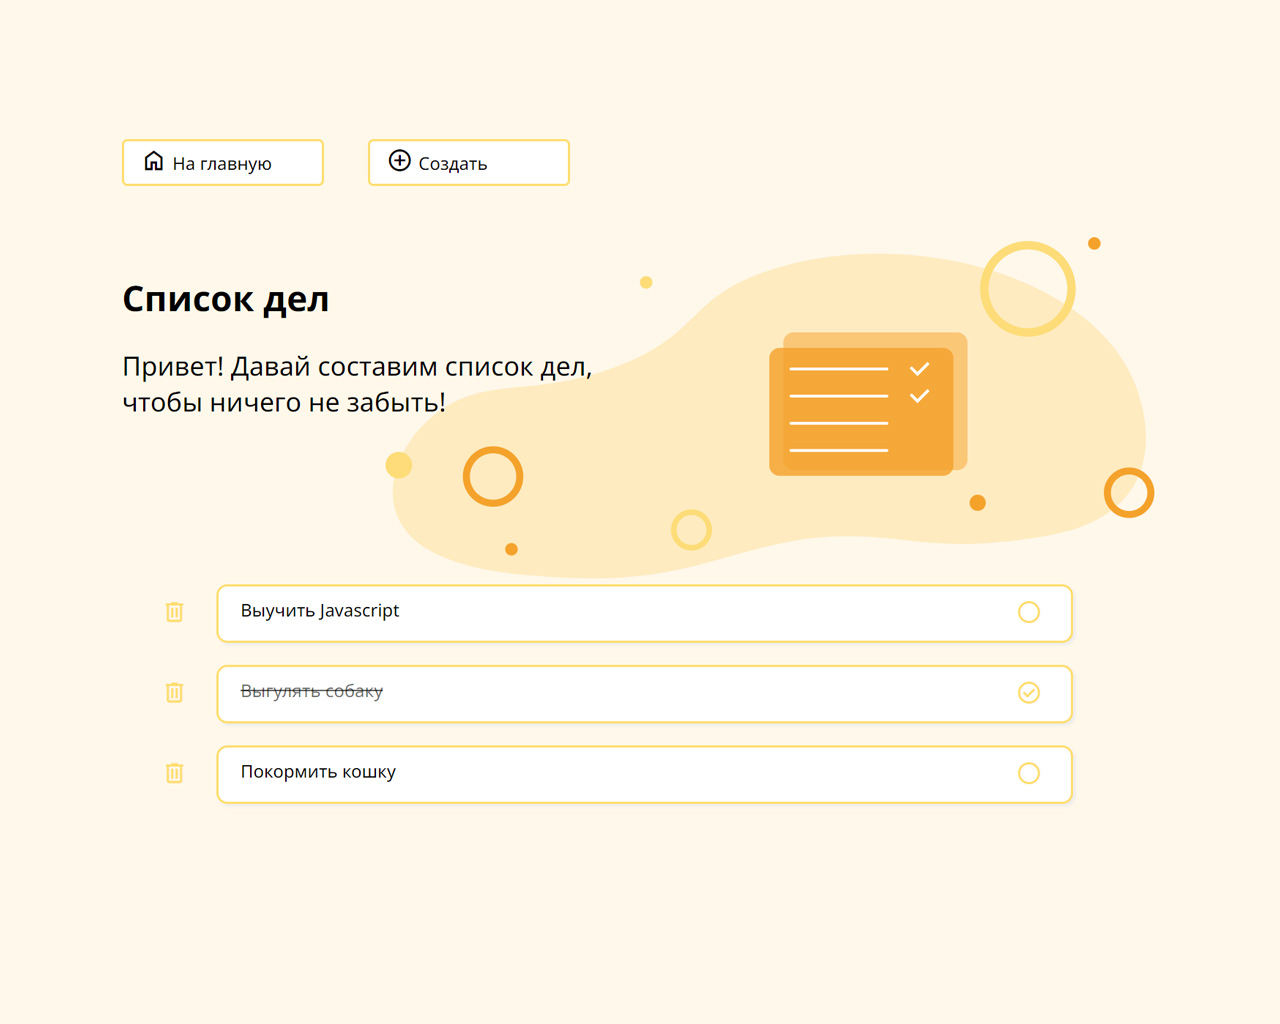 На главную
Создать
Список дел
Привет! Давай составим список дел,
чтобы ничего не забыть!
Выучить Javascript
Выгулять собаку
Покормить кошку